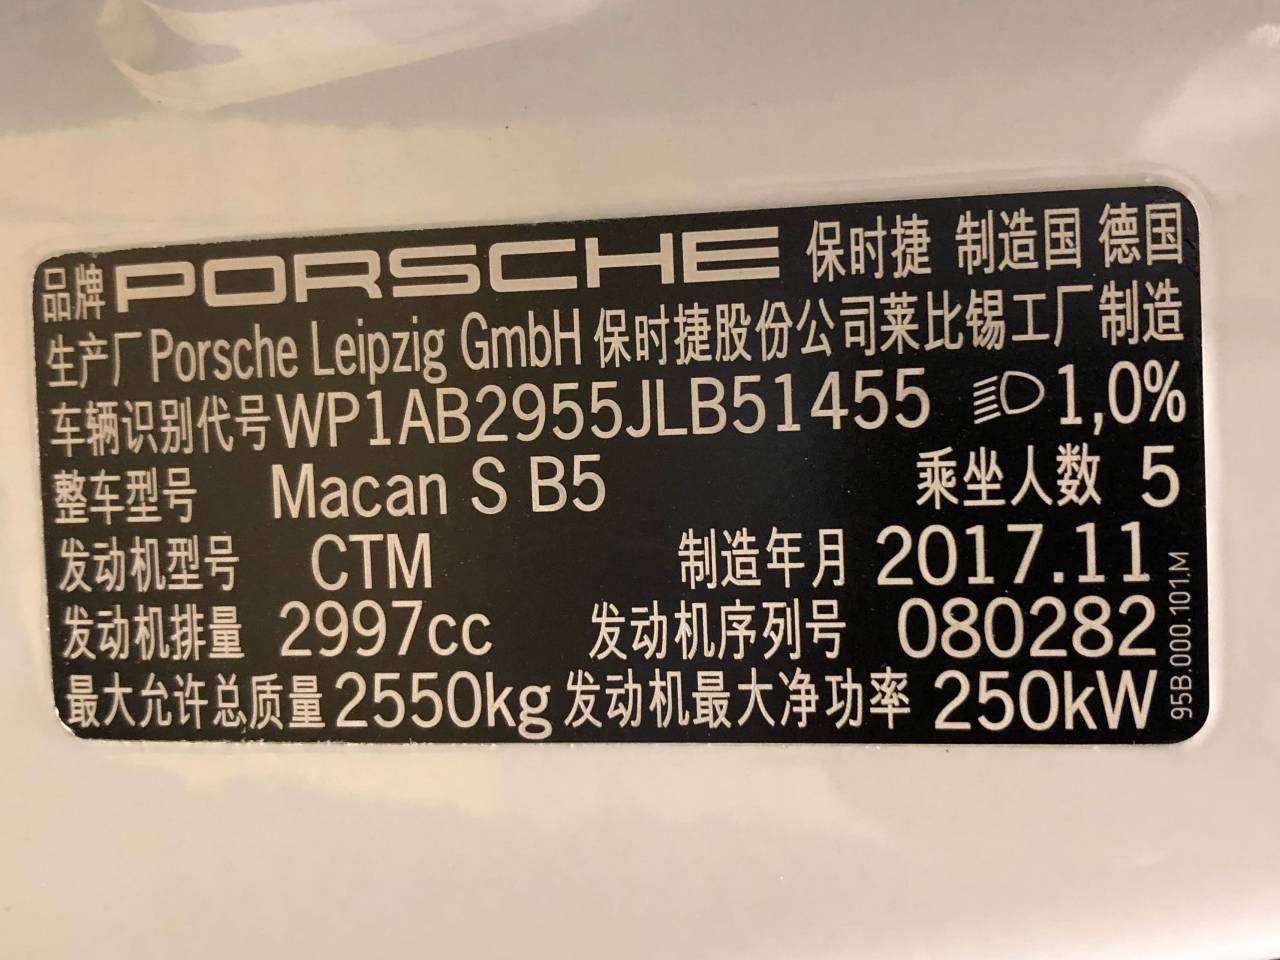 品牌 PORSCHE 保时捷 制造国 德国
生产厂 Porsche Leipzig GmbH 保时捷股份公司莱比锡工厂制造
车辆识别代号 WP1AB2955JLB51455 1,0%
整车型号 Macan S B5 乘坐人数 5
发动机型号 CTM 制造年月 2017.11
发动机排量 2997cc 发动机序列号 080282
最大允许总质量 2550kg 发动机最大净功率 250kW
95B.000.101.M